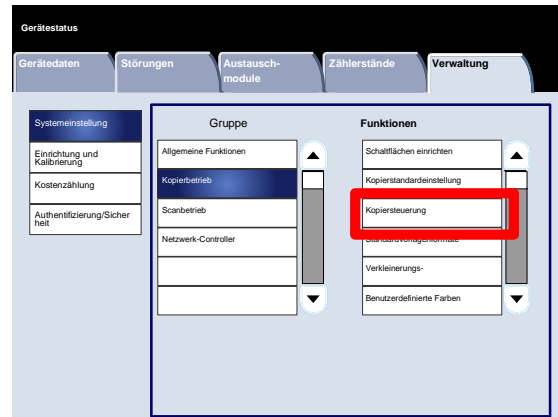 Gerätestatus
Gerätedaten
Störungen
Austausch-
module
Zählerstände
Verwaltung
Systemeinstellung
Einrichtung und
Kalibrierung
Kostenzählung
Authentifizierung/Sicher
heit
Gruppe
Allgemeine Funktionen
Kopierbetrieb
Scanbetrieb
Netzwerk-Controller
Funktionen
Schaltflächen einrichten
Kopierstandardeinstellung
Kopiersteuerung
Standardvorlagenformate
Verkleinerungs-
Benutzerdefinierte Farben